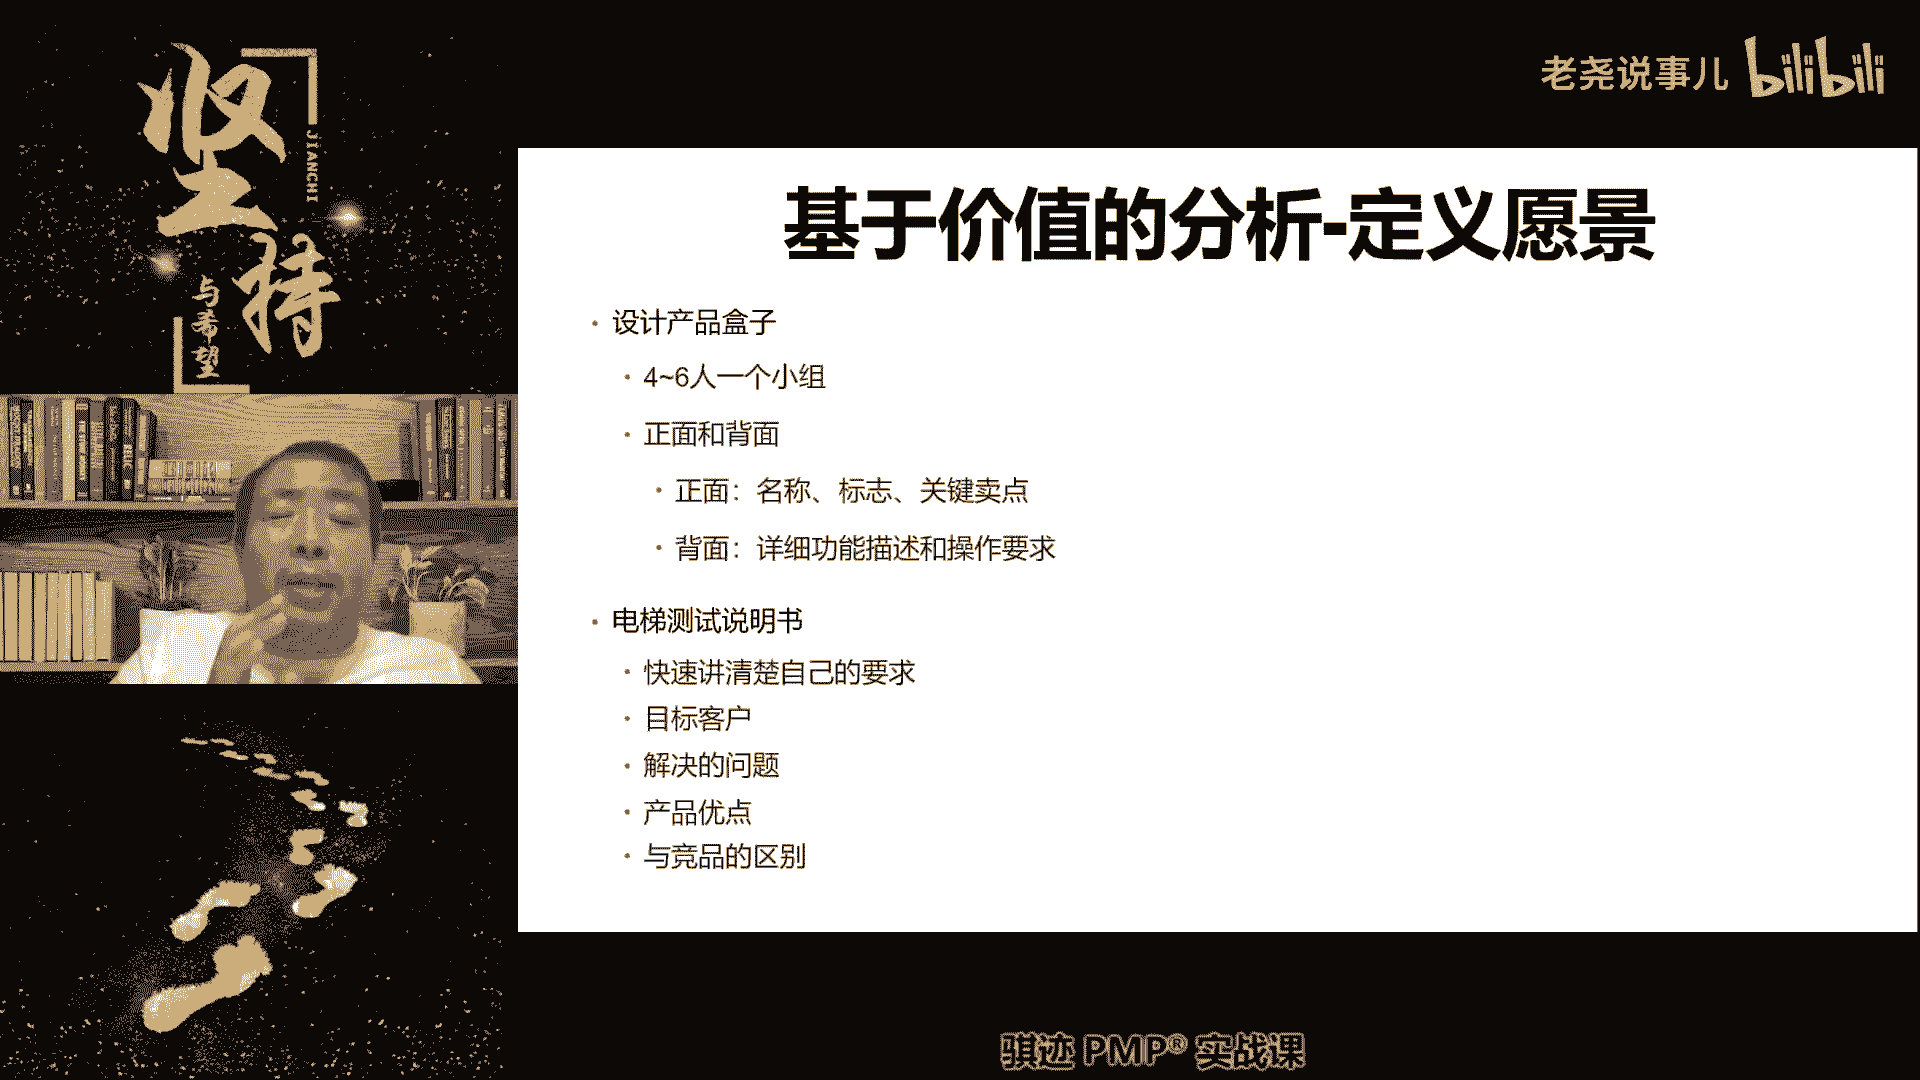 坚持
JIANCHI
与希望
老尧说事儿 bilibili
基于价值的分析-定义愿景
· 设计产品盒子
· 4~6人一个小组
· 正面和背面
· 正面：名称、标志、关键卖点
· 背面：详细功能描述和操作要求
· 电梯测试说明书
· 快速讲清楚自己的要求
· 目标客户
· 解决的问题
· 产品优点
· 与竞品的区别
骐迹 PMP® 实战课